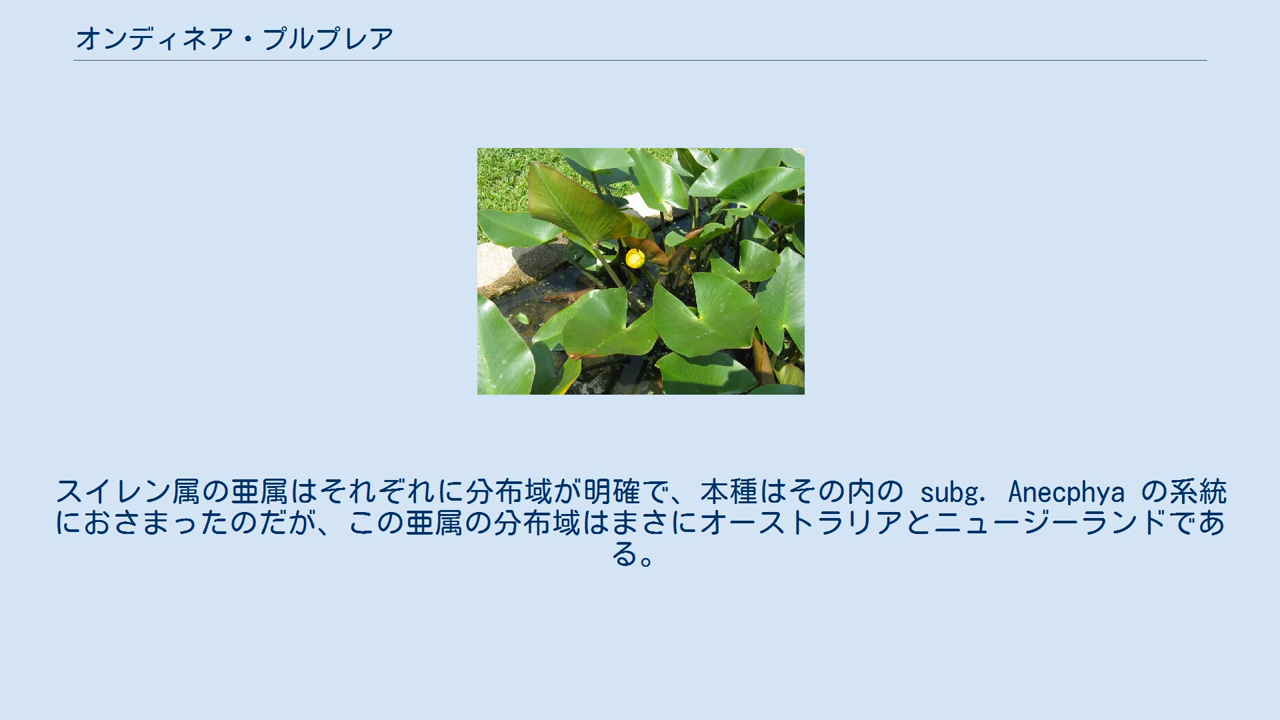 オンディネア・プルプレア
スイレン属の亜属はそれぞれに分布域が明確で、本種はその内の subg. Anecphya の系統
におさまったのだが、この亜属の分布域はまさにオーストラリアとニュージーランドであ
る。